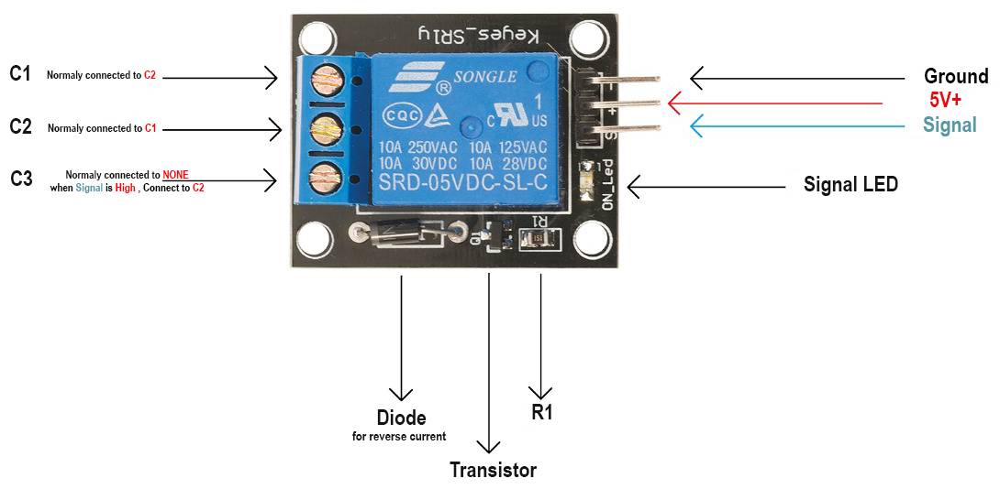 Keyes_SR1y
C1 Normaly connected to C2
C2 Normaly connected to C1
C3 Normaly connected to NONE
when Signal is High , Connect to C2
SONGLE
®
CQC
C UL US
1
10A 250VAC 10A 125VAC
10A 30VDC 10A 28VDC
SRD-05VDC-SL-C
-
+
S
Ground
5V+
Signal
ON_Led
Signal LED
Q1
R1
151
Diode
for reverse current
R1
Transistor